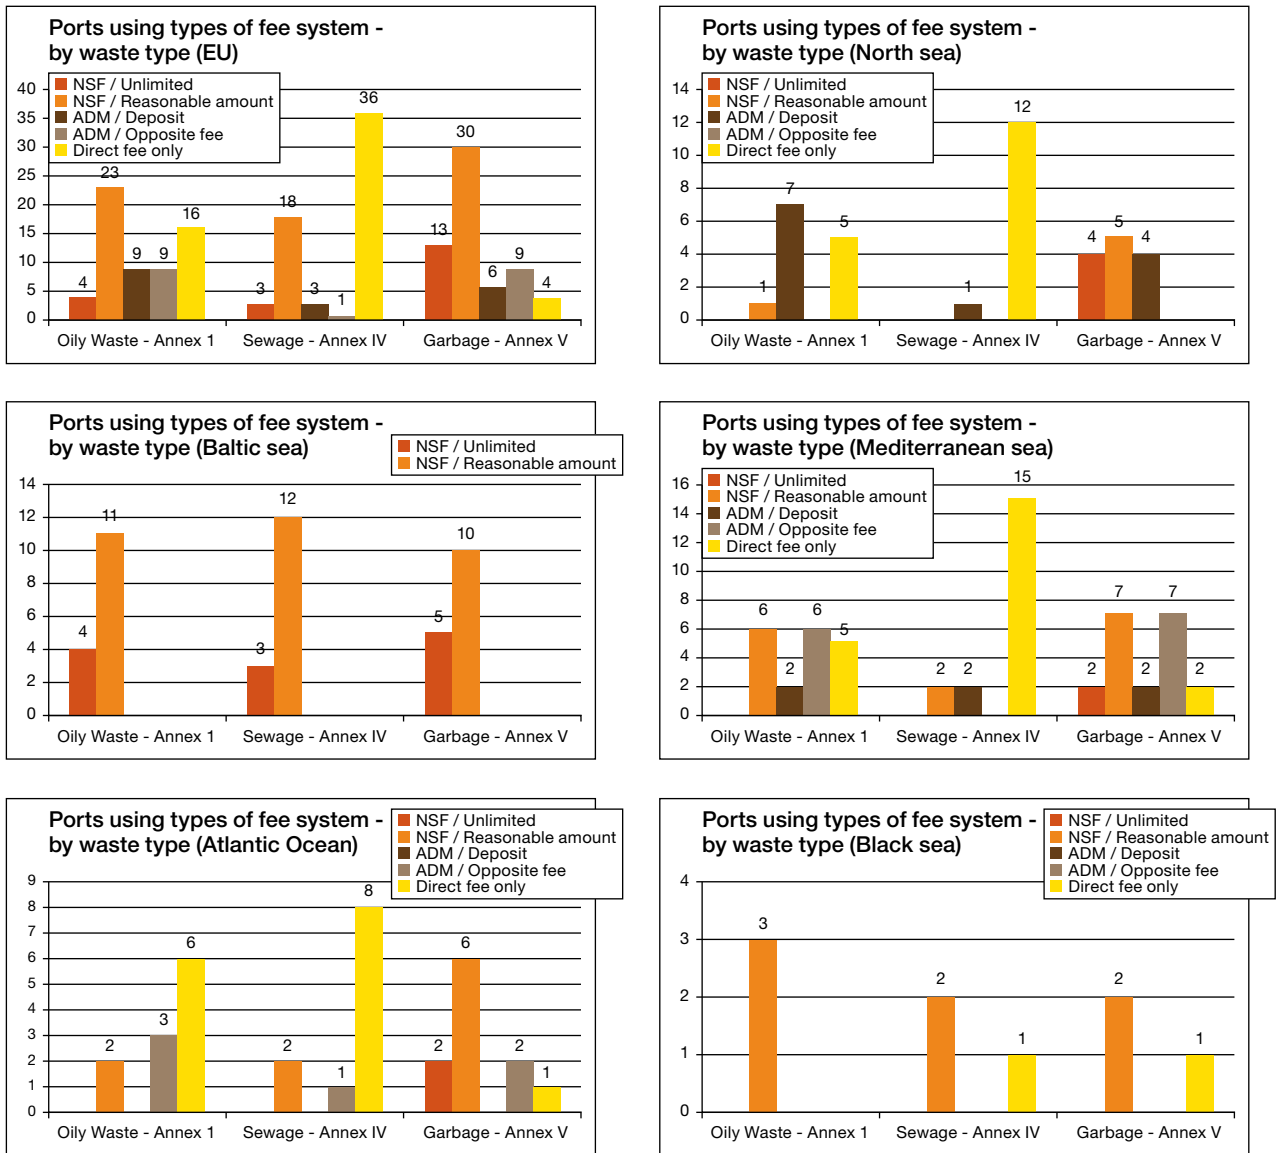 Ports using types of fee system -
by waste type (EU)
NSF / Unlimited
NSF / Reasonable amount
ADM / Deposit
ADM / Opposite fee
Direct fee only
40
35
30
25
20
15
10
5
0
4
23
9
9
16
3
18
3
1
36
13
30
6
9
4
Oily Waste - Annex 1
Sewage - Annex IV
Garbage - Annex V
Ports using types of fee system -
by waste type (North sea)
NSF / Unlimited
NSF / Reasonable amount
ADM / Deposit
ADM / Opposite fee
Direct fee only
14
12
10
8
6
4
2
0
1
7
5
1
12
4
5
4
Oily Waste - Annex 1
Sewage - Annex IV
Garbage - Annex V
Ports using types of fee system -
by waste type (Baltic sea)
NSF / Unlimited
NSF / Reasonable amount
14
12
10
8
6
4
2
0
4
11
3
12
5
10
Oily Waste - Annex 1
Sewage - Annex IV
Garbage - Annex V
Ports using types of fee system -
by waste type (Mediterranean sea)
NSF / Unlimited
NSF / Reasonable amount
ADM / Deposit
ADM / Opposite fee
Direct fee only
16
14
12
10
8
6
4
2
0
6
2
6
5
2
2
15
2
7
2
7
2
Oily Waste - Annex 1
Sewage - Annex IV
Garbage - Annex V
Ports using types of fee system -
by waste type (Atlantic Ocean)
NSF / Unlimited
NSF / Reasonable amount
ADM / Deposit
ADM / Opposite fee
Direct fee only
9
8
7
6
5
4
3
2
1
0
2
3
6
2
1
8
2
6
2
1
Oily Waste - Annex 1
Sewage - Annex IV
Garbage - Annex V
Ports using types of fee system -
by waste type (Black sea)
NSF / Unlimited
NSF / Reasonable amount
ADM / Deposit
ADM / Opposite fee
Direct fee only
4
3
2
1
0
3
2
1
2
1
Oily Waste - Annex 1
Sewage - Annex IV
Garbage - Annex V